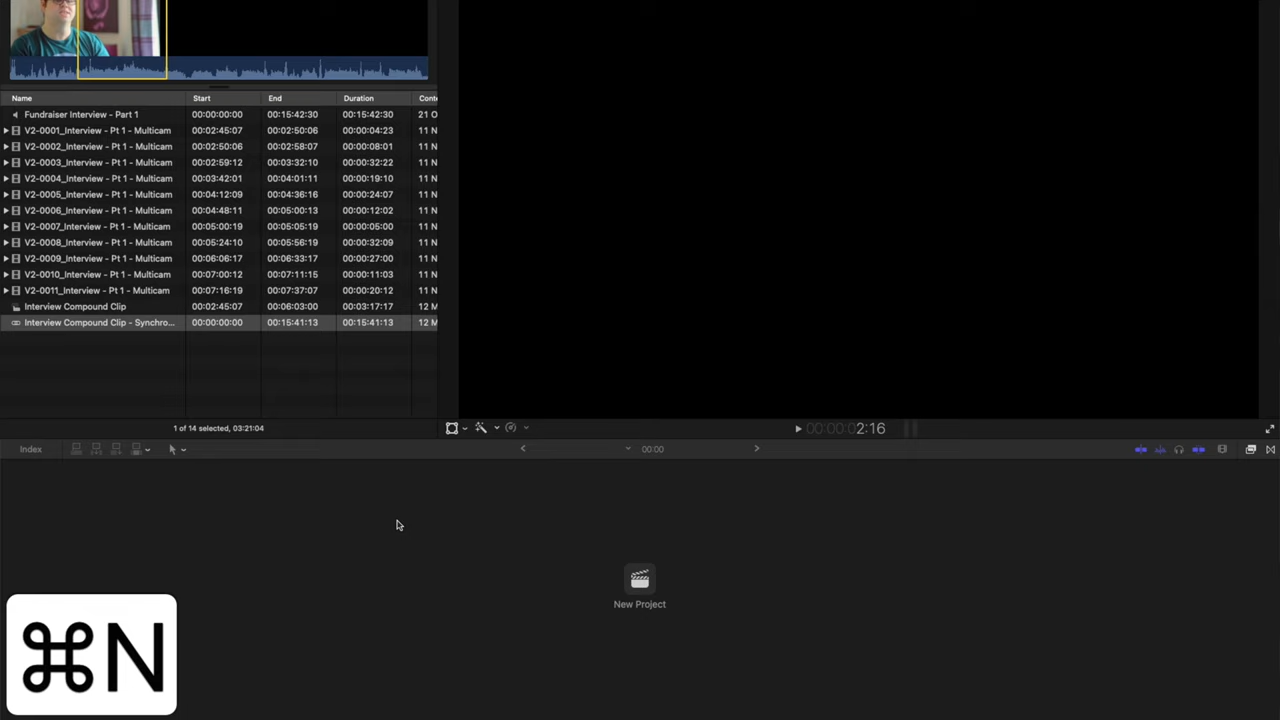 Name Start End Duration Conte
Fundraiser Interview - Part 1 00:00:00:00 00:15:42:30 00:15:42:30 21 O
V2-0001_Interview - Pt 1 - Multicam 00:02:45:07 00:02:50:06 00:00:04:23 11 N
V2-0002_Interview - Pt 1 - Multicam 00:02:50:06 00:02:58:07 00:00:08:01 11 N
V2-0003_Interview - Pt 1 - Multicam 00:02:59:12 00:03:32:10 00:00:32:22 11 N
V2-0004_Interview - Pt 1 - Multicam 00:03:42:01 00:04:01:11 00:00:19:10 11 N
V2-0005_Interview - Pt 1 - Multicam 00:04:12:09 00:04:36:16 00:00:24:07 11 N
V2-0006_Interview - Pt 1 - Multicam 00:04:48:11 00:05:00:13 00:00:12:02 11 N
V2-0007_Interview - Pt 1 - Multicam 00:05:00:19 00:05:05:19 00:00:05:00 11 N
V2-0008_Interview - Pt 1 - Multicam 00:05:24:10 00:05:56:19 00:00:32:09 11 N
V2-0009_Interview - Pt 1 - Multicam 00:06:06:17 00:06:33:17 00:00:27:00 11 N
V2-0010_Interview - Pt 1 - Multicam 00:07:00:12 00:07:11:15 00:00:11:03 11 N
V2-0011_Interview - Pt 1 - Multicam 00:07:16:19 00:07:37:07 00:00:20:12 11 N
Interview Compound Clip 00:02:45:07 00:06:03:00 00:03:17:17 12 M
Interview Compound Clip - Synchro... 00:00:00:00 00:15:41:13 00:15:41:13 12 M
1 of 14 selected, 03:21:04
00:00:02:16
Index
00:00
New Project
⌘N